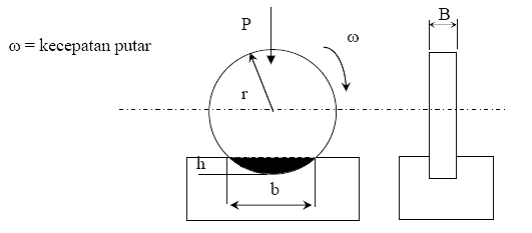 P
B
ω = kecepatan putar
ω
r
h
b